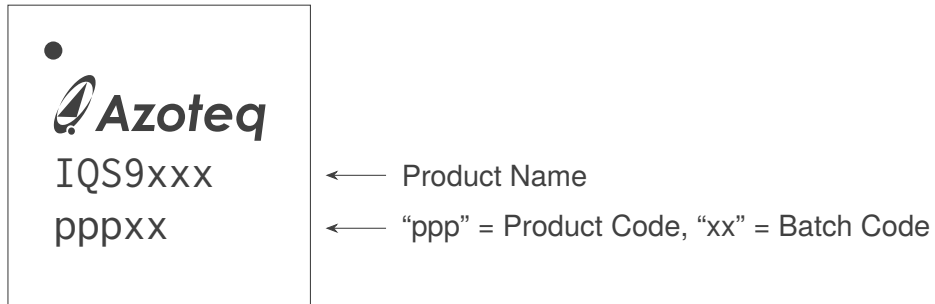 Azoteq
IQS9xxx
Product Name
pppxx
“ppp” = Product Code, “xx” = Batch Code